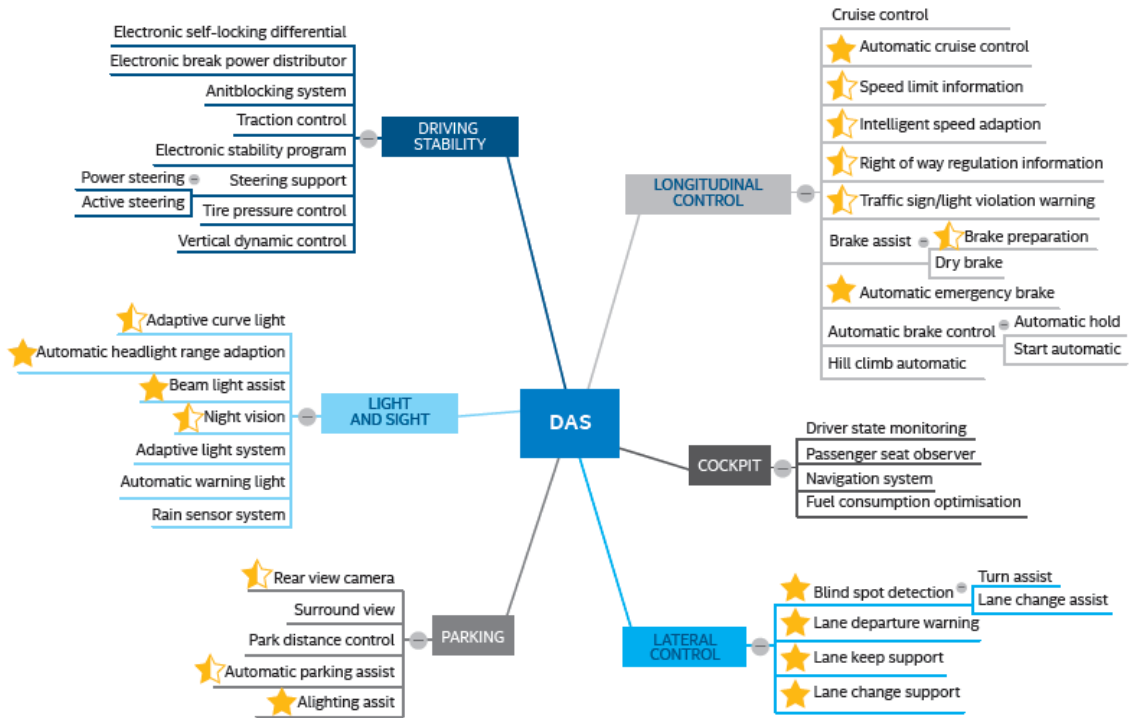 Electronic self-locking differential
Electronic break power distributor
Anitblocking system
Traction control
Electronic stability program
Power steering
Steering support
Active steering
Tire pressure control
Vertical dynamic control
DRIVING
STABILITY
Cruise control
Automatic cruise control
Speed limit information
Intelligent speed adaption
Right of way regulation information
Traffic sign/light violation warning
Brake assist
Brake preparation
Dry brake
Automatic emergency brake
Automatic brake control
Automatic hold
Start automatic
Hill climb automatic
LONGITUDINAL
CONTROL
Adaptive curve light
Automatic headlight range adaption
Beam light assist
Night vision
Adaptive light system
Automatic warning light
Rain sensor system
LIGHT
AND SIGHT
DAS
COCKPIT
Driver state monitoring
Passenger seat observer
Navigation system
Fuel consumption optimisation
Rear view camera
Surround view
Park distance control
Automatic parking assist
Alighting assit
PARKING
LATERAL
CONTROL
Blind spot detection
Turn assist
Lane change assist
Lane departure warning
Lane keep support
Lane change support